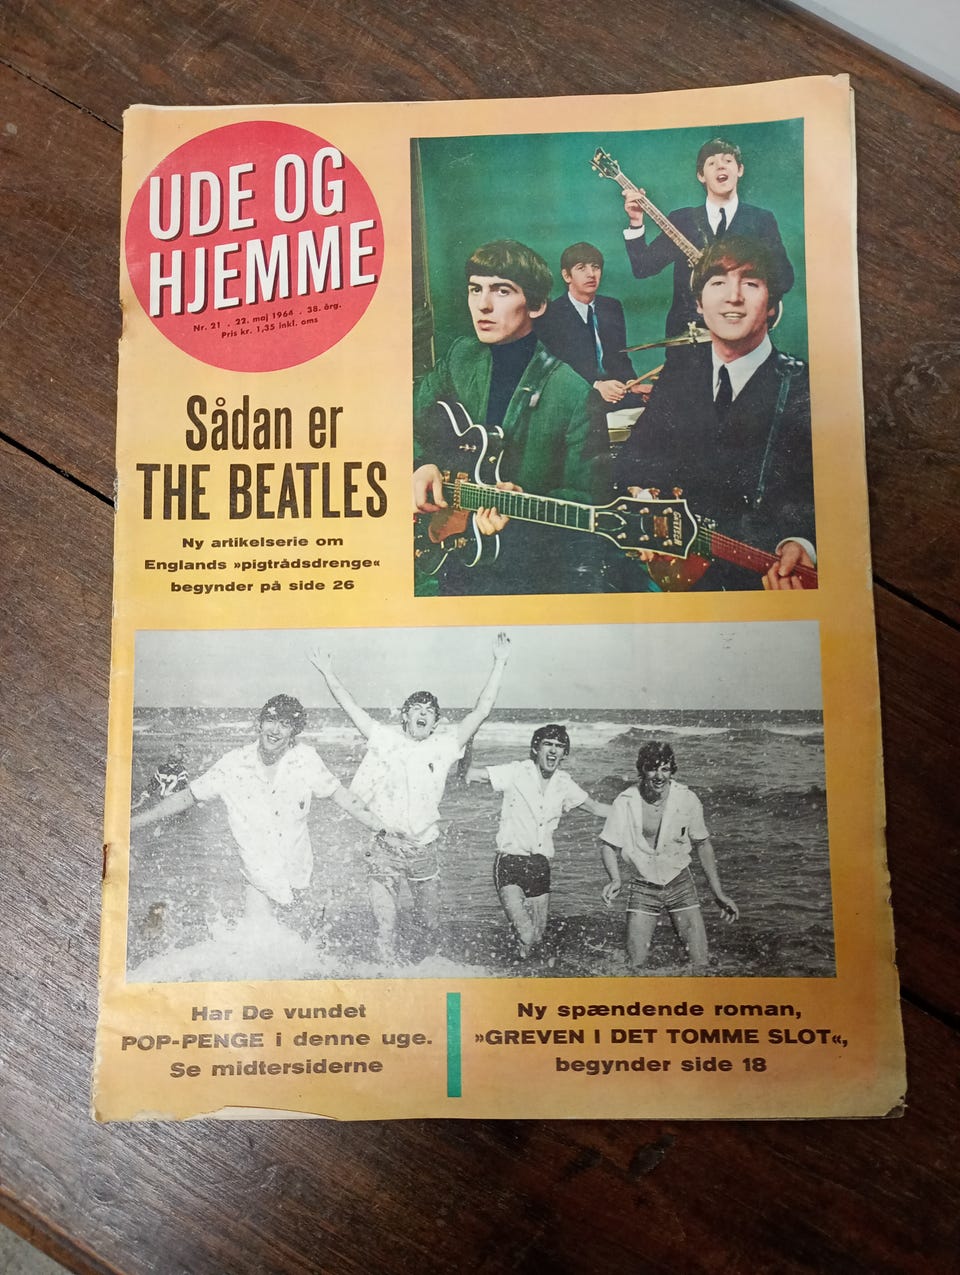 UDE OG
HJEMME
Nr. 21 . 22. maj 1964 . 38. årg.
Pris kr. 1,35 inkl. oms
Sådan er
THE BEATLES
Ny artikelserie om
Englands »pigtrådsdrenge«
begynder på side 26
GRETSCH
72
Har De vundet
POP-PENGE i denne uge.
Se midtersiderne
Ny spændende roman,
»GREVEN I DET TOMME SLOT«,
begynder side 18